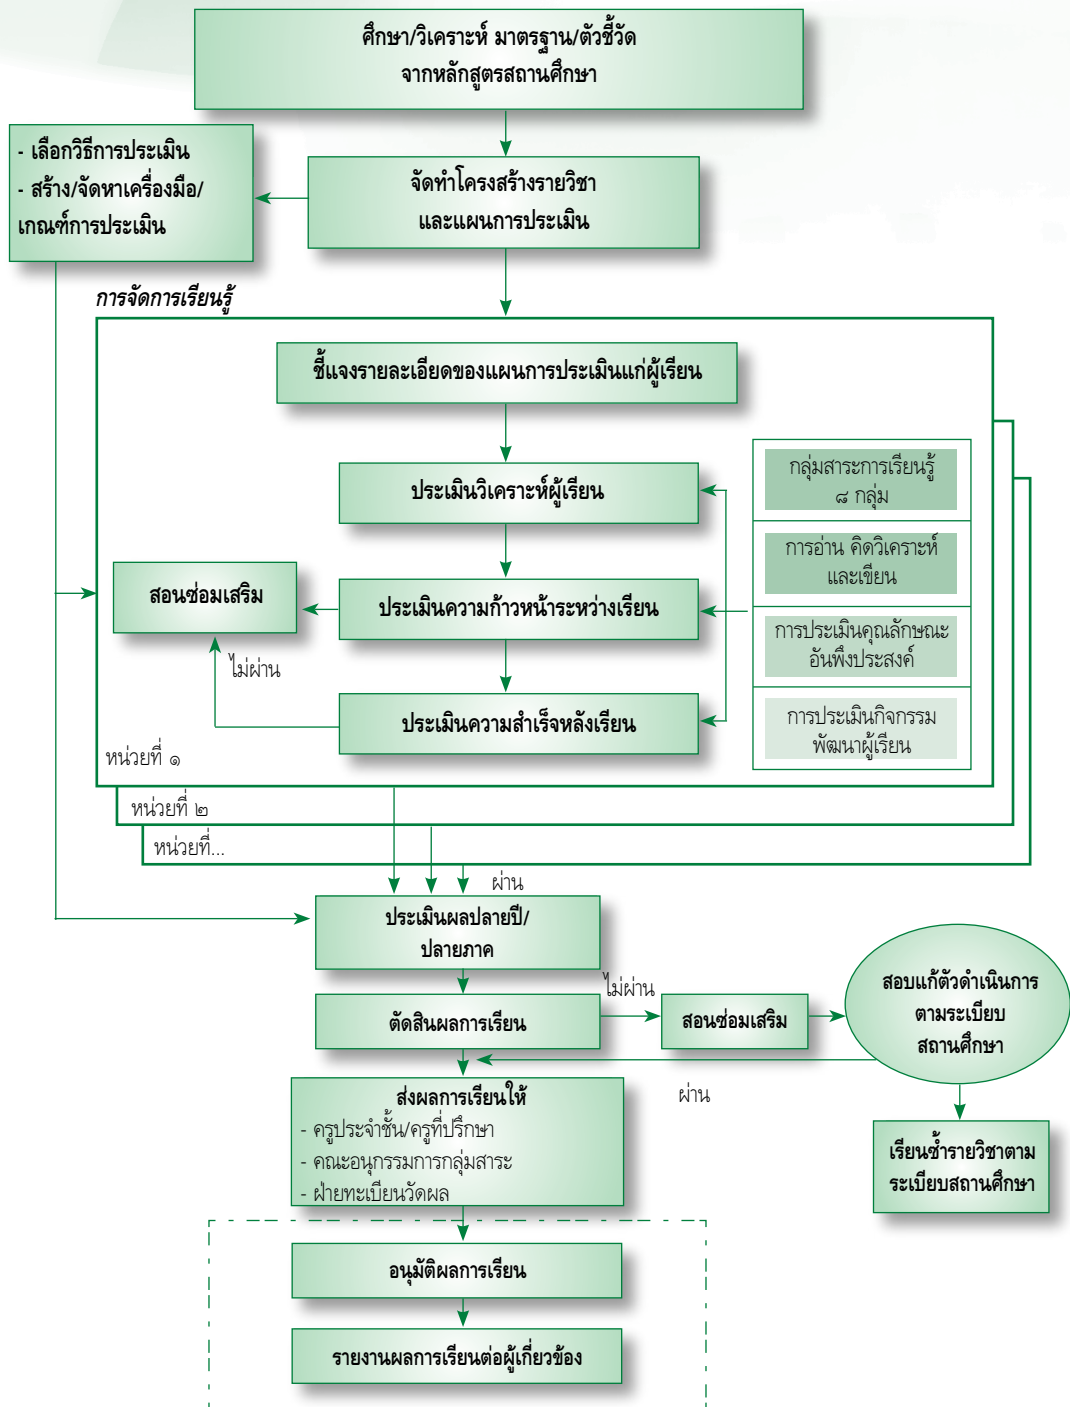 ศึกษา/วิเคราะห์ มาตรฐาน/ตัวชี้วัด
จากหลักสูตรสถานศึกษา
- เลือกวิธีการประเมิน
- สร้าง/จัดหาเครื่องมือ/
เกณฑ์การประเมิน
จัดทำโครงสร้างรายวิชา
และแผนการประเมิน
การจัดการเรียนรู้
ชี้แจงรายละเอียดของแผนการประเมินแก่ผู้เรียน
ประเมินวิเคราะห์ผู้เรียน
กลุ่มสาระการเรียนรู้
๘ กลุ่ม
การอ่าน คิดวิเคราะห์
และเขียน
สอนซ่อมเสริม
ประเมินความก้าวหน้าระหว่างเรียน
การประเมินคุณลักษณะ
อันพึงประสงค์
ไม่ผ่าน
ประเมินความสำเร็จหลังเรียน
การประเมินกิจกรรม
พัฒนาผู้เรียน
หน่วยที่ ๑
หน่วยที่ ๒
หน่วยที่...
ผ่าน
ประเมินผลปลายปี/
ปลายภาค
ไม่ผ่าน
ตัดสินผลการเรียน
สอนซ่อมเสริม
สอบแก้ตัวดำเนินการ
ตามระเบียบ
สถานศึกษา
ผ่าน
ส่งผลการเรียนให้
- ครูประจำชั้น/ครูที่ปรึกษา
- คณะอนุกรรมการกลุ่มสาระ
- ฝ่ายทะเบียนวัดผล
เรียนซ้ำรายวิชาตาม
ระเบียบสถานศึกษา
อนุมัติผลการเรียน
รายงานผลการเรียนต่อผู้เกี่ยวข้อง